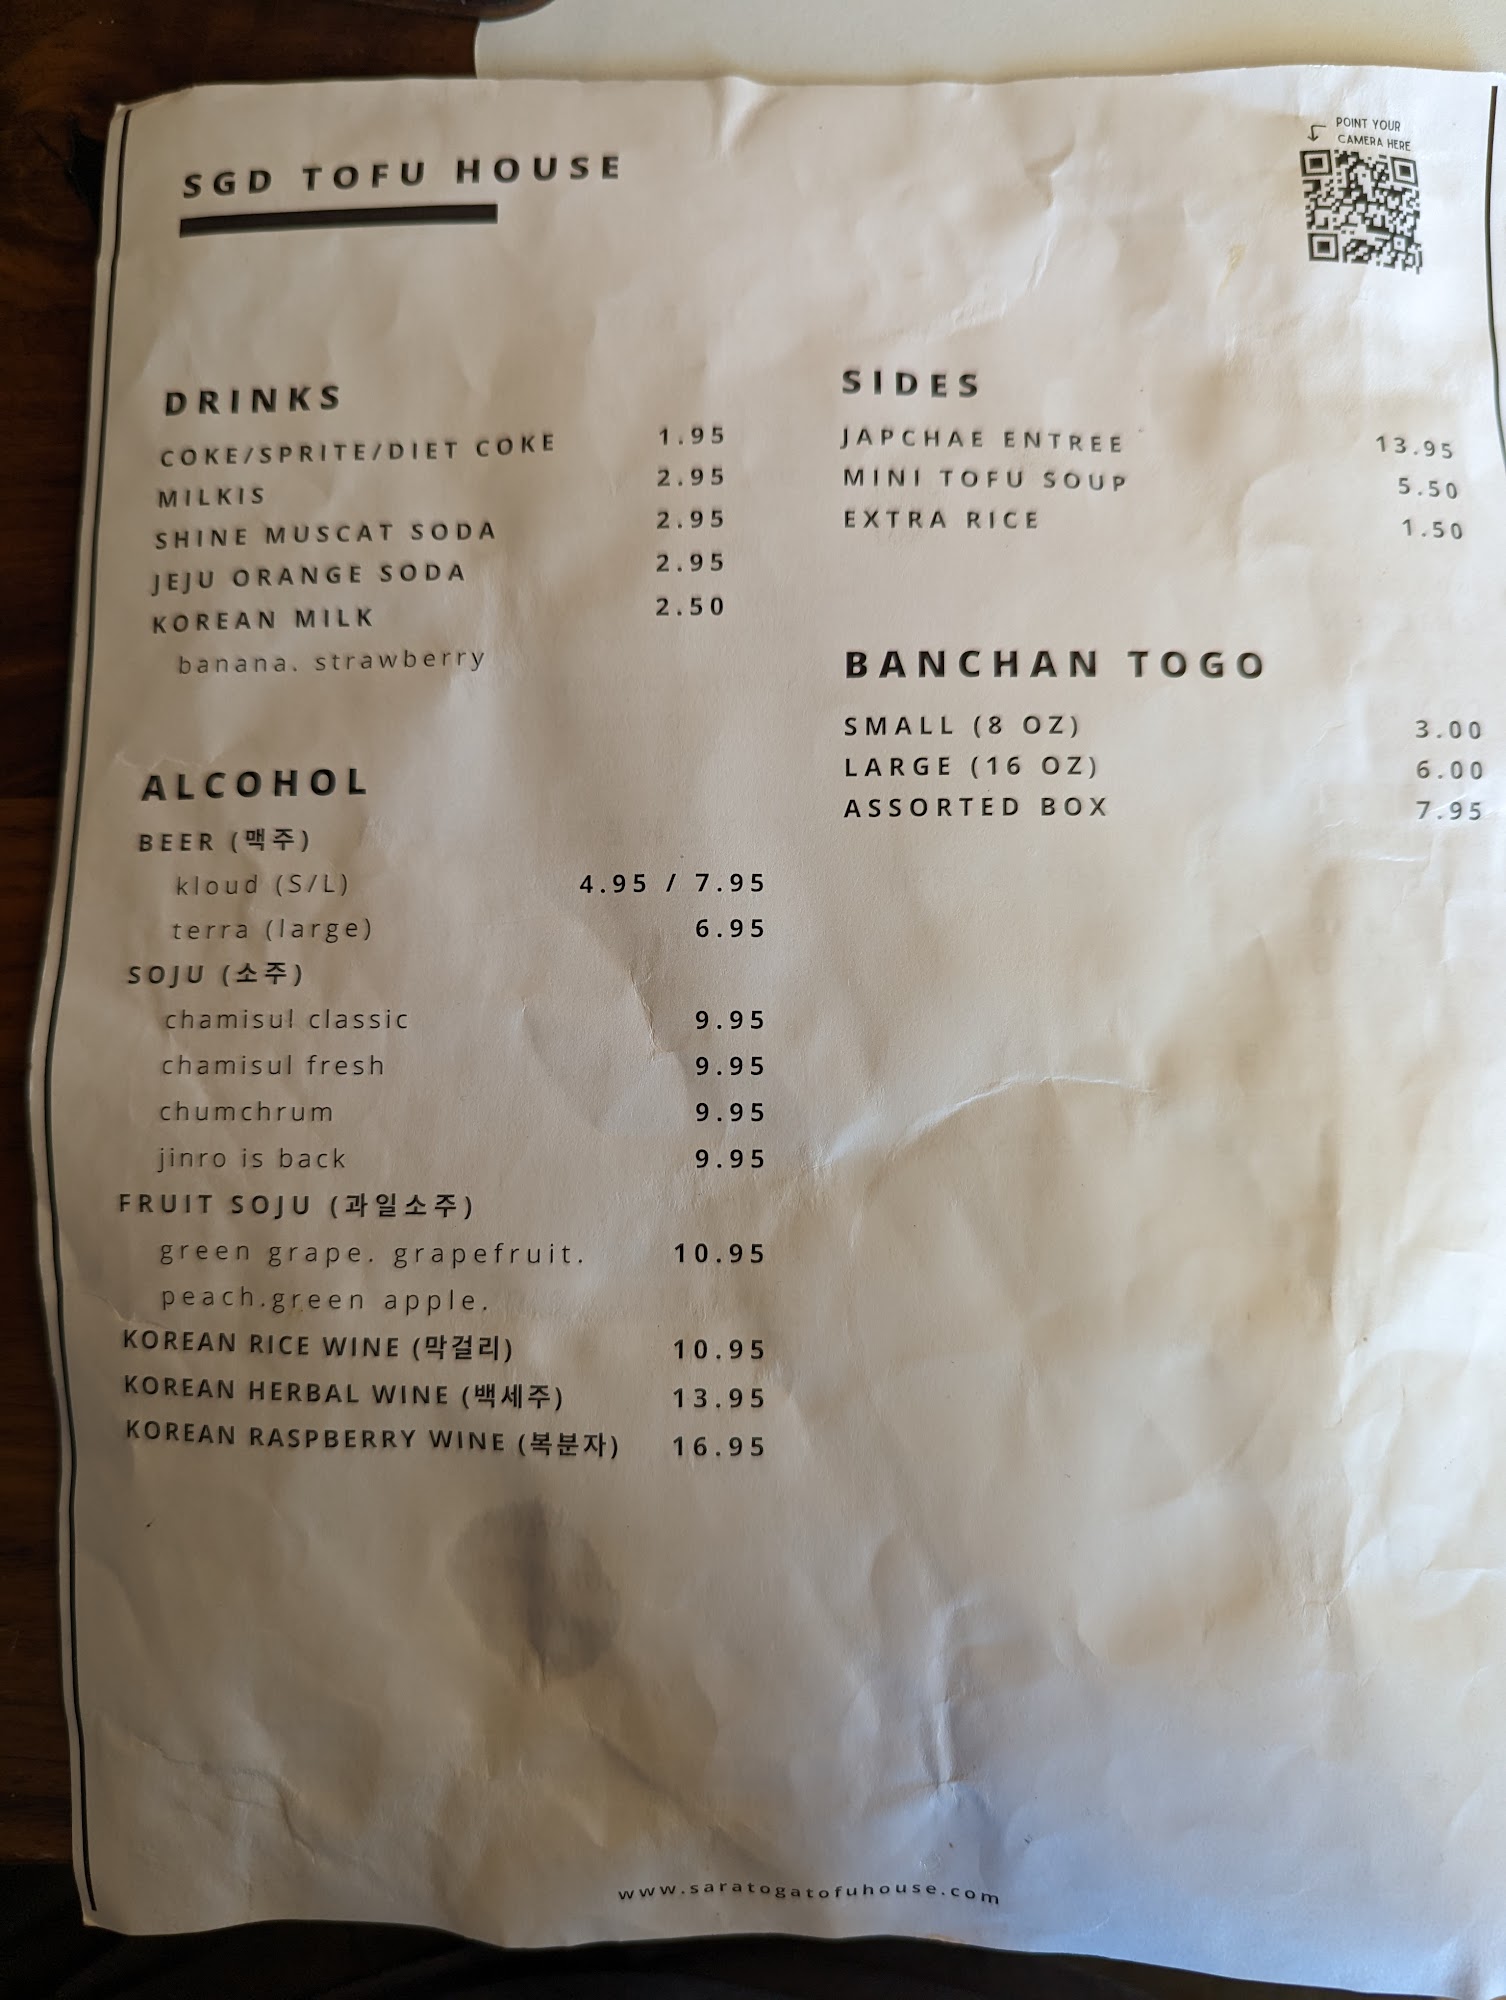 SGD TOFU HOUSE
POINT YOUR
CAMERA HERE
DRINKS
COKE/SPRITE/DIET COKE 1.95
MILKIS 2.95
SHINE MUSCAT SODA 2.95
JEJU ORANGE SODA 2.95
KOREAN MILK 2.50
banana. strawberry
ALCOHOL
BEER (맥주)
kloud (S/L) 4.95 / 7.95
terra (large) 6.95
SOJU (소주)
chamisul classic 9.95
chamisul fresh 9.95
chumchrum 9.95
jinro is back 9.95
FRUIT SOJU (과일소주)
green grape. grapefruit. 10.95
peach.green apple.
KOREAN RICE WINE (막걸리) 10.95
KOREAN HERBAL WINE (백세주) 13.95
KOREAN RASPBERRY WINE (복분자) 16.95
SIDES
JAPCHAE ENTREE 13.95
MINI TOFU SOUP 5.50
EXTRA RICE 1.50
BANCHAN TOGO
SMALL (8 OZ) 3.00
LARGE (16 OZ) 6.00
ASSORTED BOX 7.95
www.saratogatofuhouse.com